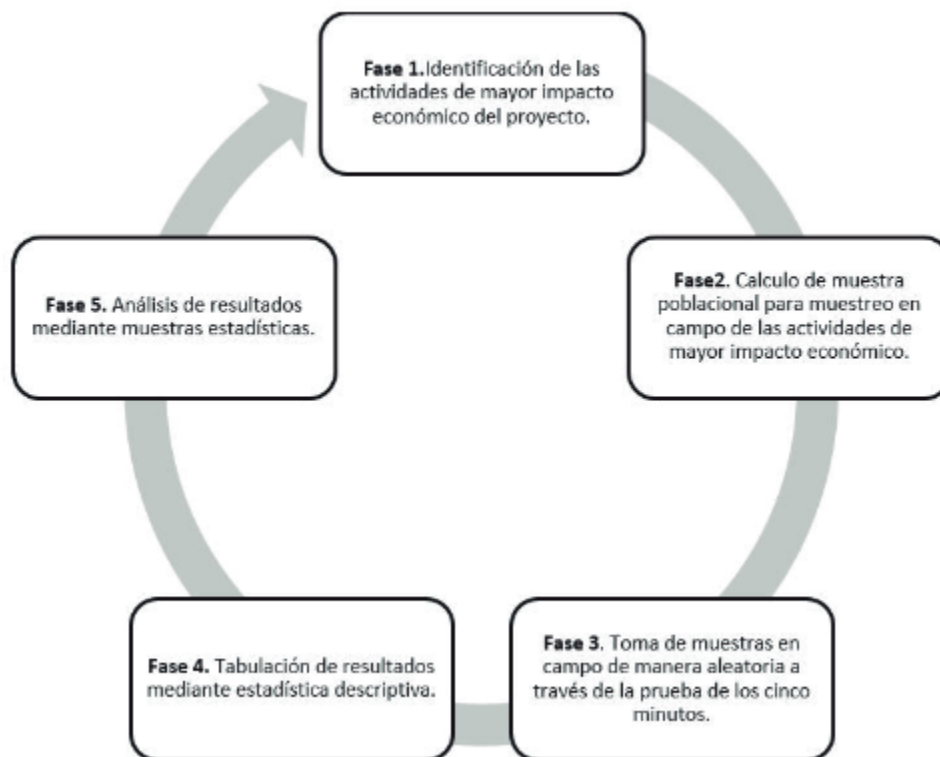 Fase 1.Identificación de las
actividades de mayor impacto
económico del proyecto.
Fase2. Calculo de muestra
poblacional para muestreo en
campo de las actividades de
mayor impacto económico.
Fase 3. Toma de muestras en
campo de manera aleatoria a
través de la prueba de los cinco
minutos.
Fase 4. Tabulación de resultados
mediante estadística descriptiva.
Fase 5. Análisis de resultados
mediante muestras estadísticas.